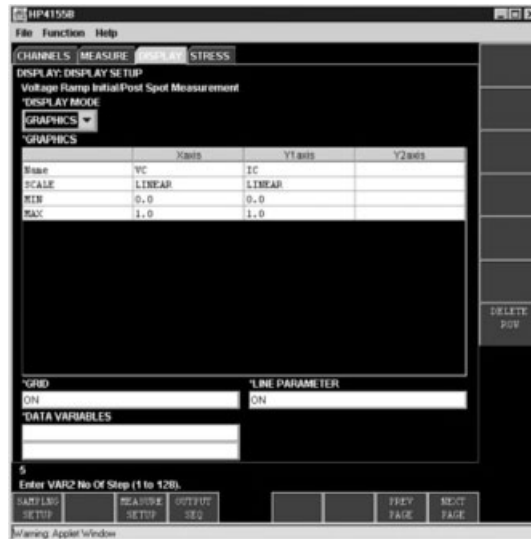 HP4155B
File Function Help
CHANNELS MEASURE DISPLAY STRESS
DISPLAY: DISPLAY SETUP
Voltage Ramp Initial/Post Spot Measurement
*DISPLAY MODE
GRAPHICS
*GRAPHICS
Xaxis Y1axis Y2axis
Name VC IC
SCALE LINEAR LINEAR
MIN 0.0 0.0
MAX 1.0 1.0
DELETE
ROW
*GRID *LINE PARAMETER
ON ON
*DATA VARIABLES
5
Enter VAR2 No Of Step (1 to 128).
SAMPLNG SETUP MEASURE SETUP OUTPUT SEQ PREV PAGE NEXT PAGE
Warning: Applet Window